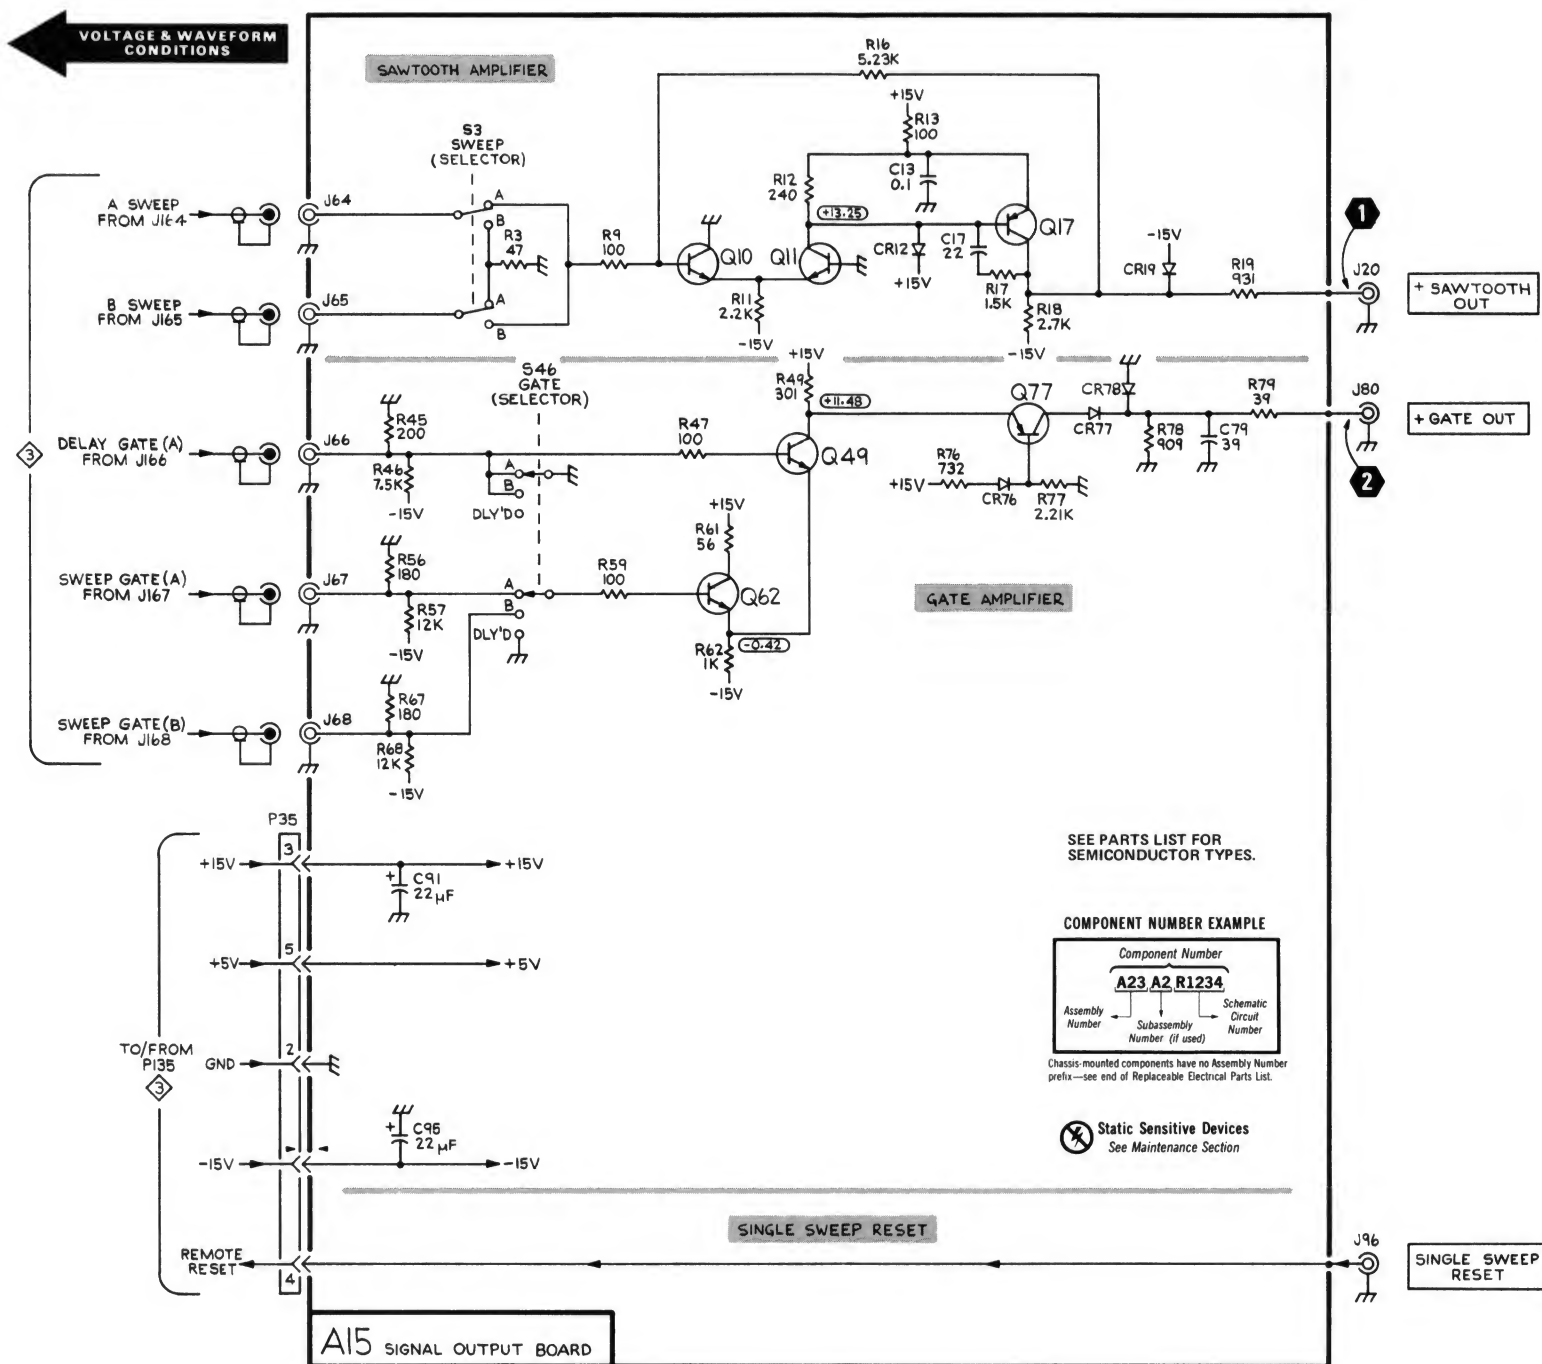 VOLTAGE & WAVEFORM
CONDITIONS
SAWTOOTH AMPLIFIER
R16
5.23K
+15V
R13
100
S3
SWEEP
(SELECTOR)
C13
0.1
R12
240
A SWEEP
FROM J164
J64
A
B
R3
47
R9
100
+13.25
Q10
Q11
CR12
+15V
C17
22
Q17
R17
1.5K
-15V
CR19
R19
931
1
J20
+ SAWTOOTH
OUT
B SWEEP
FROM J165
J65
A
B
R11
2.2K
-15V
R18
2.7K
-15V
S46
GATE
(SELECTOR)
+15V
R49
301
+11.48
Q77
CR78
CR77
R79
39
J80
+ GATE OUT
R78
909
C79
39
2
3
DELAY GATE (A)
FROM J166
J66
R45
200
R46
7.5K
-15V
A
B
DLY'D
R47
100
Q49
R76
732
+15V
CR76
R77
2.21K
SWEEP GATE (A)
FROM J167
J67
R56
180
R57
12K
-15V
A
B
DLY'D
R59
100
+15V
R61
56
Q62
R62
1K
-0.42
-15V
GATE AMPLIFIER
SWEEP GATE (B)
FROM J168
J68
R67
180
R68
12K
-15V
P35
3
+15V
+15V
+
C91
22µF
5
+5V
+5V
TO/FROM
P135
3
2
GND
+
C95
22µF
-15V
-15V
SEE PARTS LIST FOR
SEMICONDUCTOR TYPES.
COMPONENT NUMBER EXAMPLE
Component Number
A23 A2 R1234
Assembly
Number
Subassembly
Number (if used)
Schematic
Circuit
Number
Chassis-mounted components have no Assembly Number
prefix—see end of Replaceable Electrical Parts List.
Static Sensitive Devices
See Maintenance Section
SINGLE SWEEP RESET
REMOTE
RESET
4
J96
SINGLE SWEEP
RESET
A15 SIGNAL OUTPUT BOARD